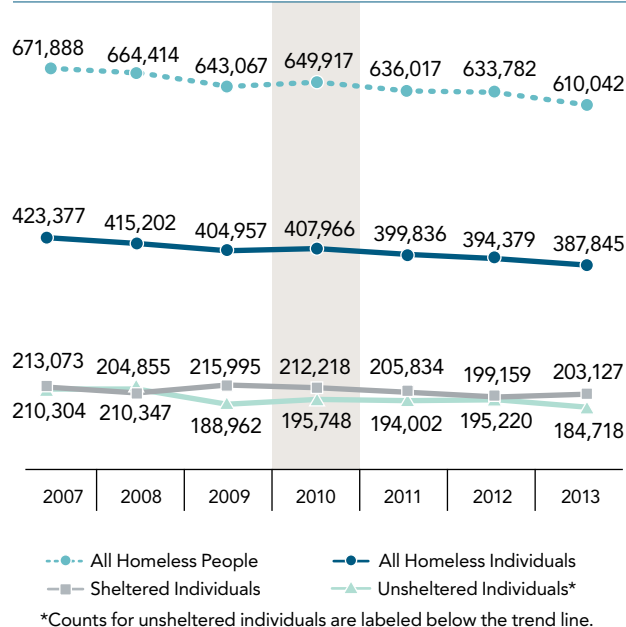 671,888 664,414 643,067 649,917 636,017 633,782 610,042
423,377 415,202 404,957 407,966 399,836 394,379 387,845
213,073 204,855 215,995 212,218 205,834 199,159 203,127
210,304 210,347 188,962 195,748 194,002 195,220 184,718
2007 2008 2009 2010 2011 2012 2013
All Homeless People All Homeless Individuals
Sheltered Individuals Unsheltered Individuals*
*Counts for unsheltered individuals are labeled below the trend line.